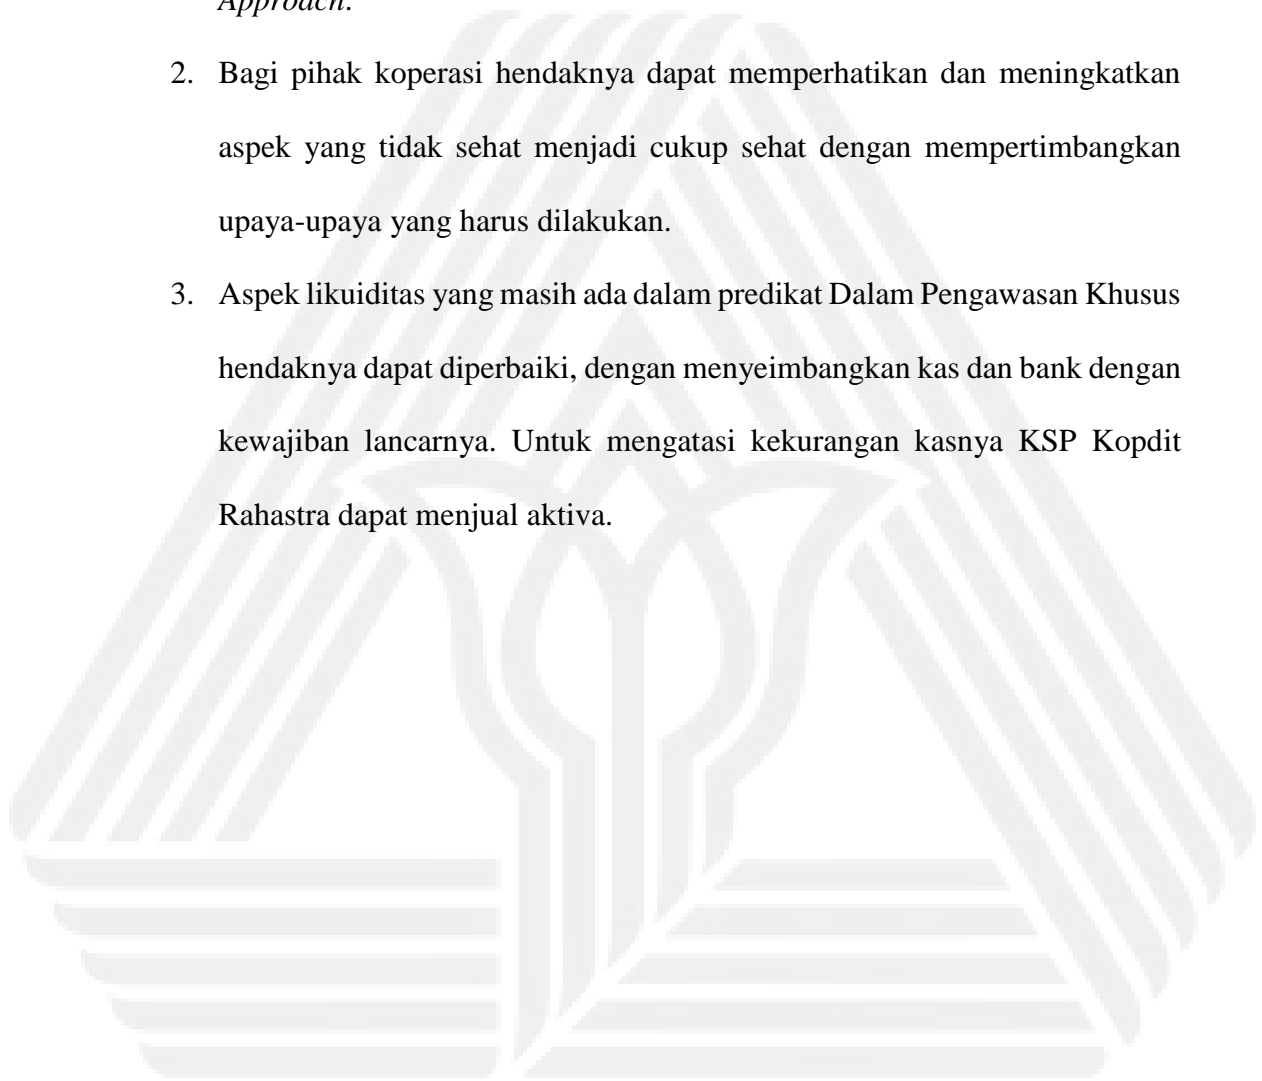 Approach.
2. Bagi pihak koperasi hendaknya dapat memperhatikan dan meningkatkan
aspek yang tidak sehat menjadi cukup sehat dengan mempertimbangkan
upaya-upaya yang harus dilakukan.
3. Aspek likuiditas yang masih ada dalam predikat Dalam Pengawasan Khusus
hendaknya dapat diperbaiki, dengan menyeimbangkan kas dan bank dengan
kewajiban lancarnya. Untuk mengatasi kekurangan kasnya KSP Kopdit
Rahastra dapat menjual aktiva.